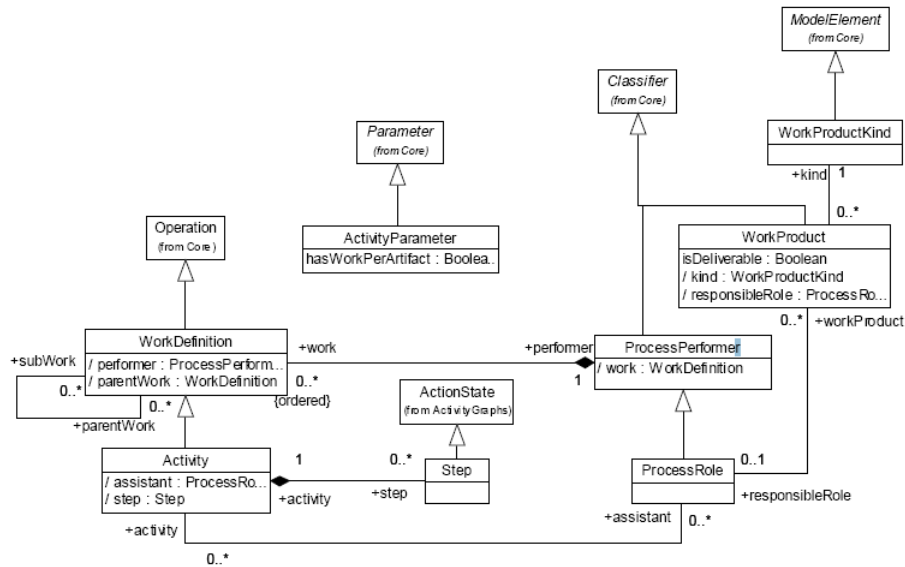 ModelElement
(from Core)
Classifier
(from Core)
Parameter
(from Core)
WorkProductKind
+kind
1
0..*
Operation
(from Core)
ActivityParameter
hasWorkPerArtifact : Boolea..
WorkProduct
isDeliverable : Boolean
/ kind : WorkProductKind
/ responsibleRole : ProcessRo...
0..*
+workProduct
WorkDefinition
/ performer : ProcessPerform...
/ parentWork : WorkDefinition
+subWork
0..*
0..*
+parentWork
+work
0..*
{ordered}
+performer
1
ProcessPerformer
/ work : WorkDefinition
ActionState
(from ActivityGraphs)
Activity
/ assistant : ProcessRo...
/ step : Step
1
+activity
0..*
+step
Step
ProcessRole
0..1
+responsibleRole
+assistant
0..*
+activity
0..*